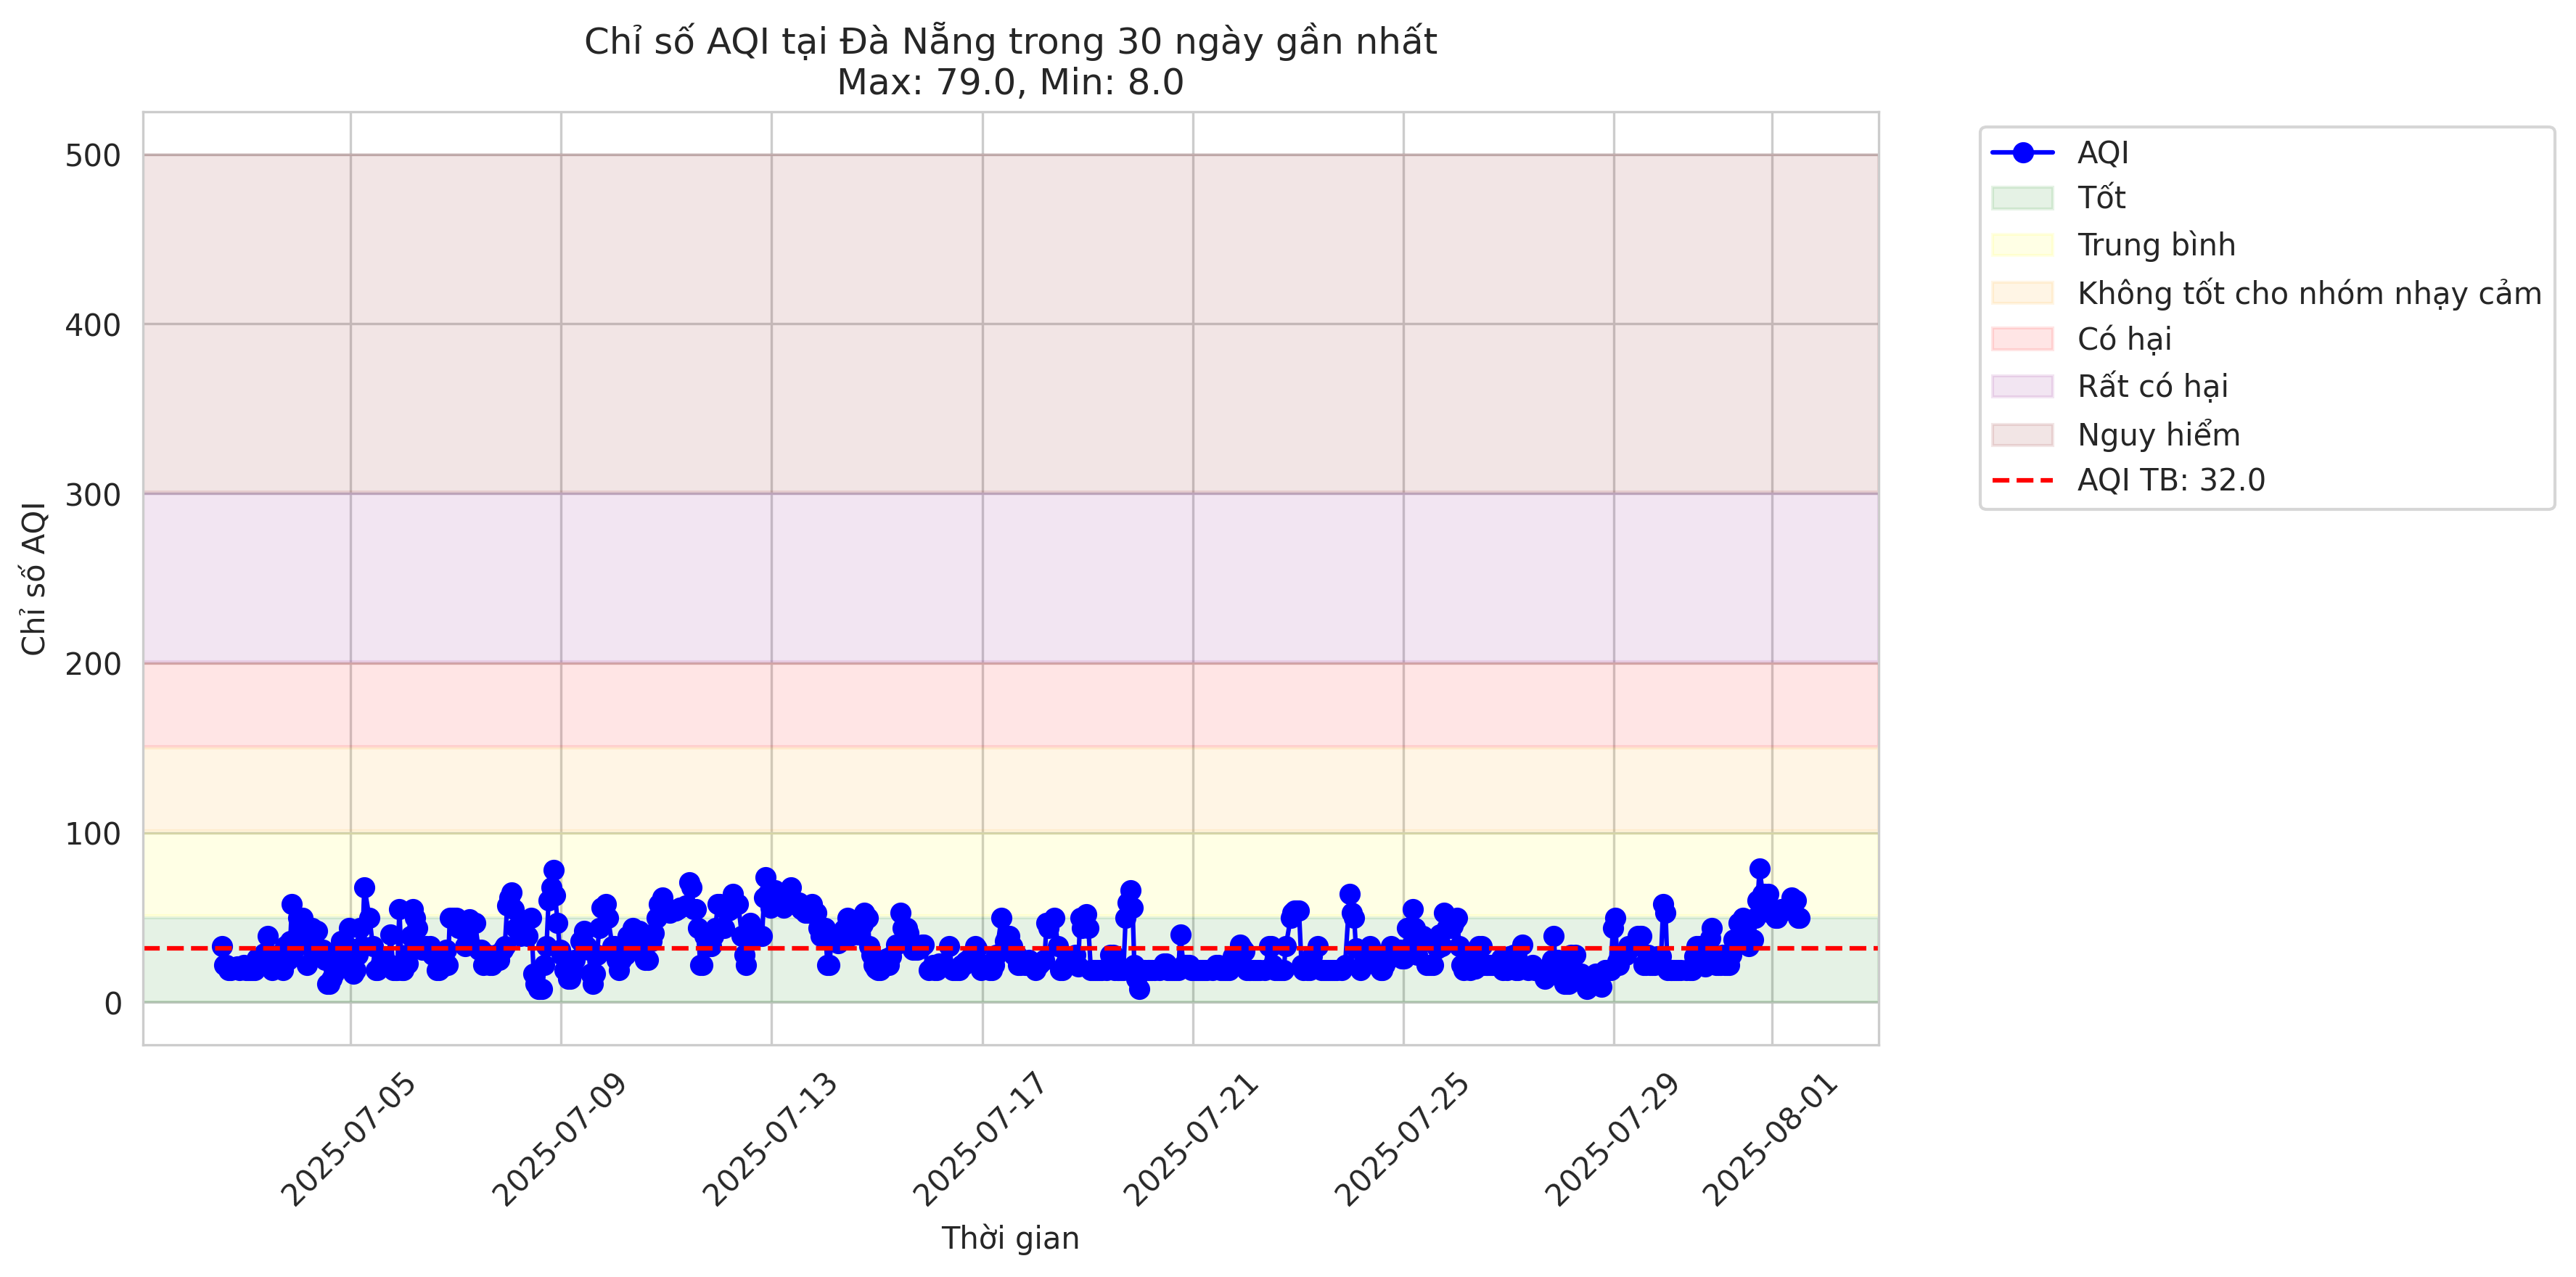 Chỉ số AQI tại Đà Nẵng trong 30 ngày gần nhất
Max: 79.0, Min: 8.0
Chỉ số AQI
500
400
300
200
100
0
2025-07-05
2025-07-09
2025-07-13
2025-07-17
2025-07-21
2025-07-25
2025-07-29
2025-08-01
Thời gian
AQI
Tốt
Trung bình
Không tốt cho nhóm nhạy cảm
Có hại
Rất có hại
Nguy hiểm
AQI TB: 32.0